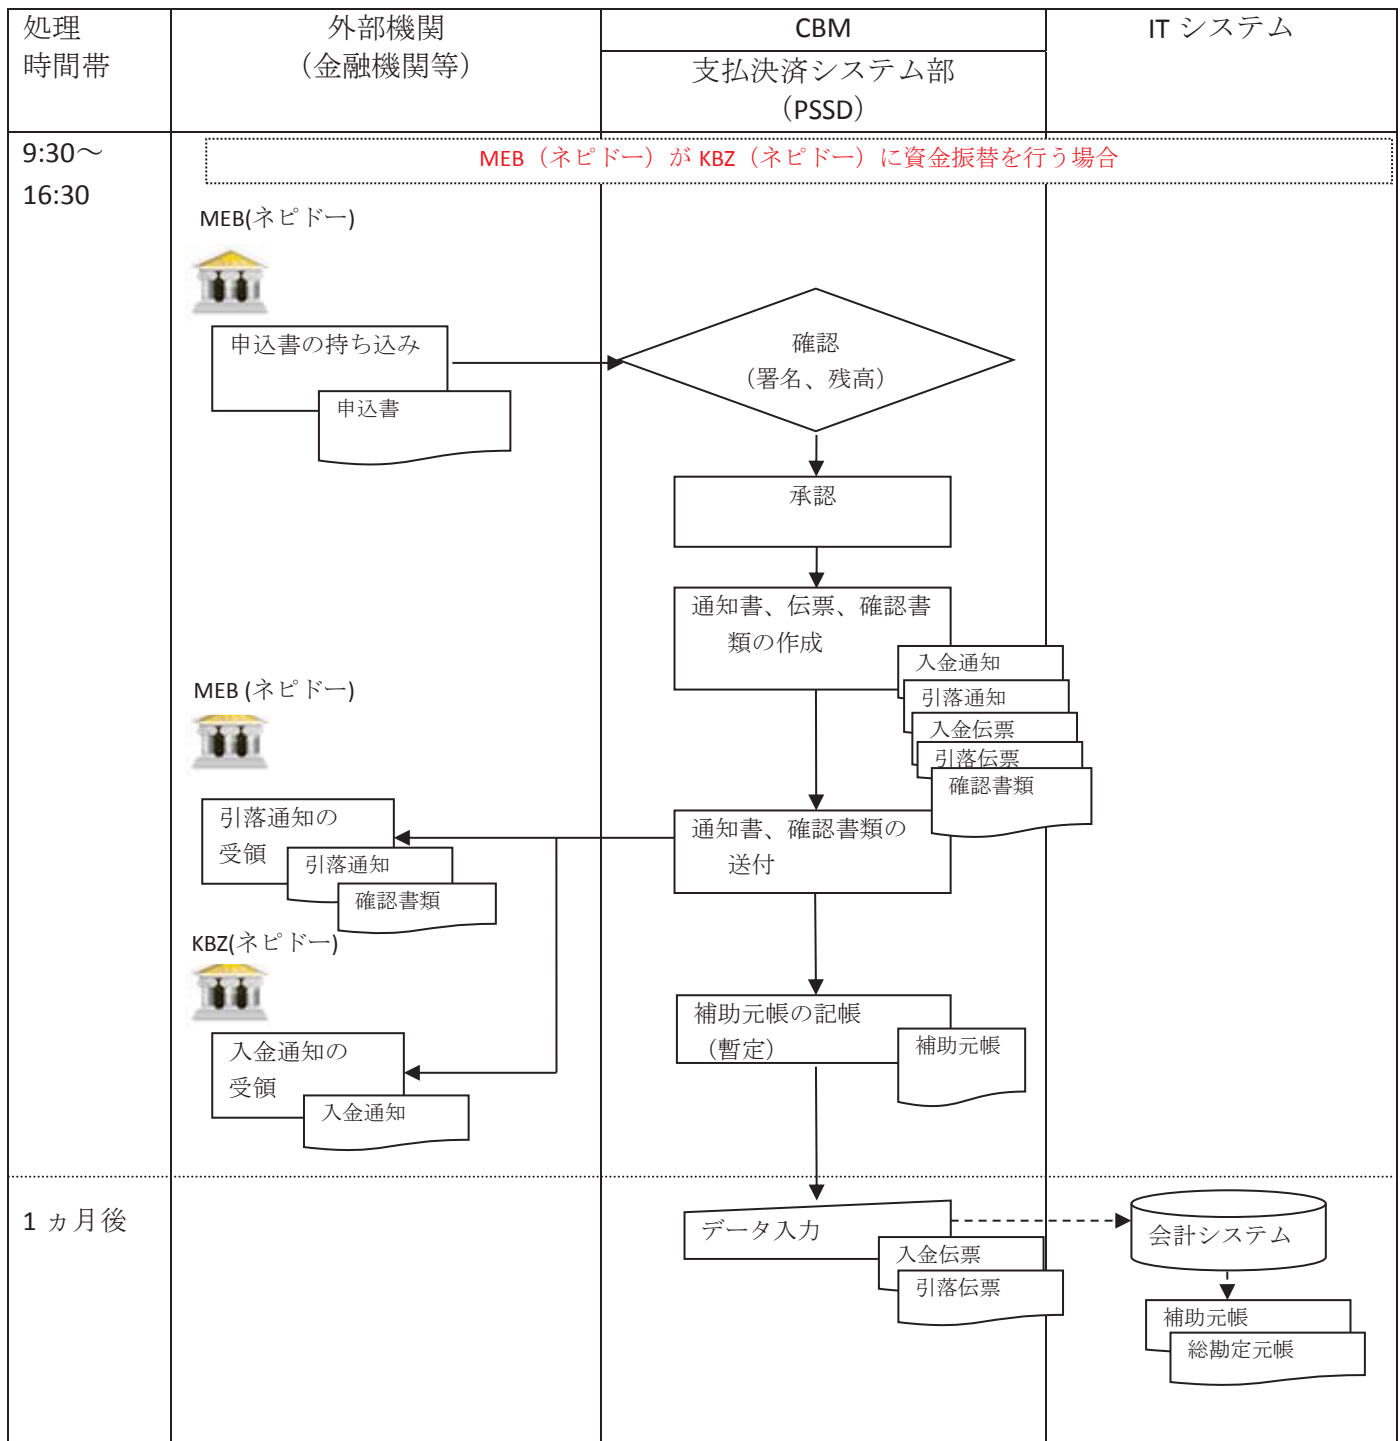 処理
時間帯
外部機関
（金融機関等）
CBM
支払決済システム部
（PSSD）
IT システム
9:30～
16:30
MEB（ネピドー）が KBZ（ネピドー）に資金振替を行う場合
MEB(ネピドー)
申込書の持ち込み
申込書
確認
（署名、残高）
承認
通知書、伝票、確認書
類の作成
入金通知
引落通知
入金伝票
引落伝票
確認書類
MEB (ネピドー)
引落通知の
受領
引落通知
確認書類
通知書、確認書類の
送付
KBZ(ネピドー)
入金通知の
受領
入金通知
補助元帳の記帳
（暫定）
補助元帳
1 ヵ月後
データ入力
入金伝票
引落伝票
会計システム
補助元帳
総勘定元帳